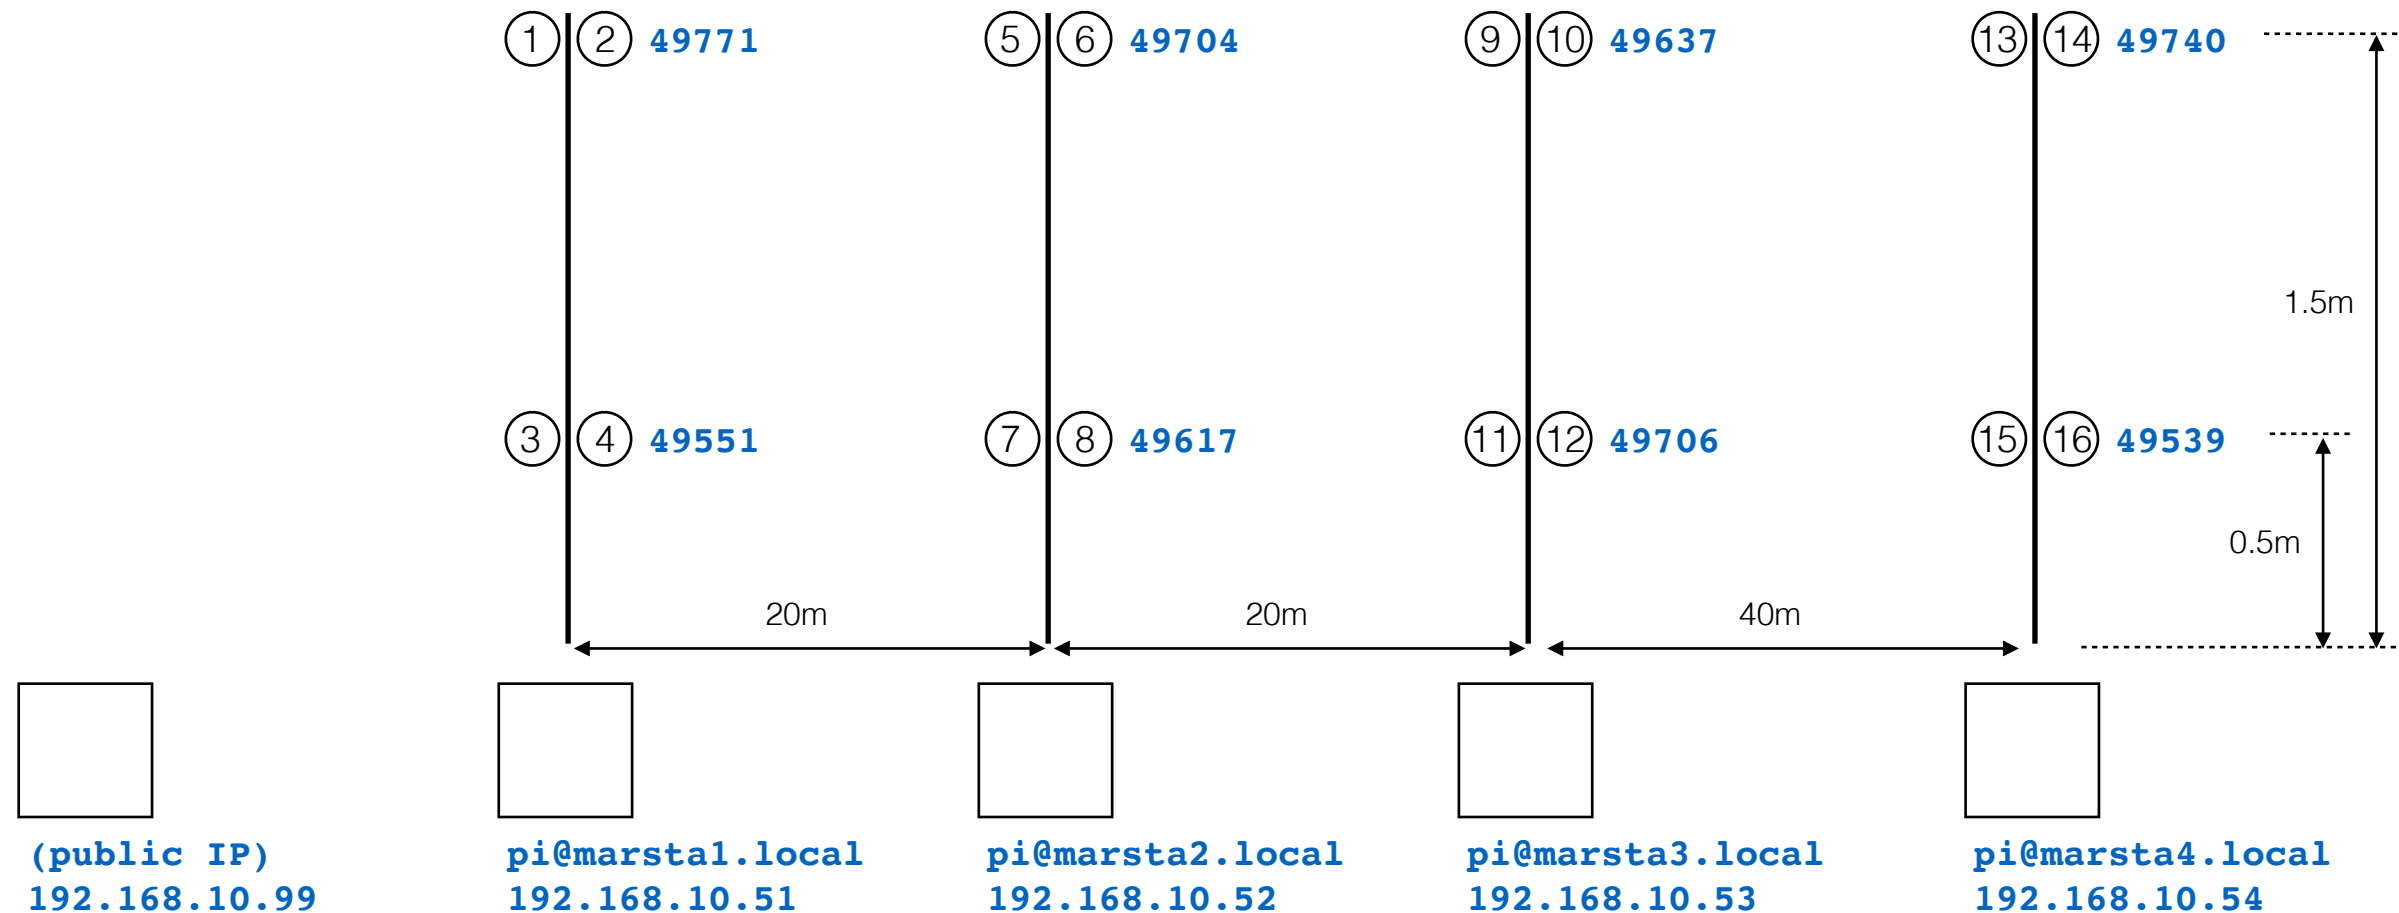 1 2 49771 5 6 49704 9 10 49637 13 14 49740
1.5m
3 4 49551 7 8 49617 11 12 49706 15 16 49539
0.5m
20m 20m 40m
(public IP) pi@marsta1.local pi@marsta2.local pi@marsta3.local pi@marsta4.local
192.168.10.99 192.168.10.51 192.168.10.52 192.168.10.53 192.168.10.54